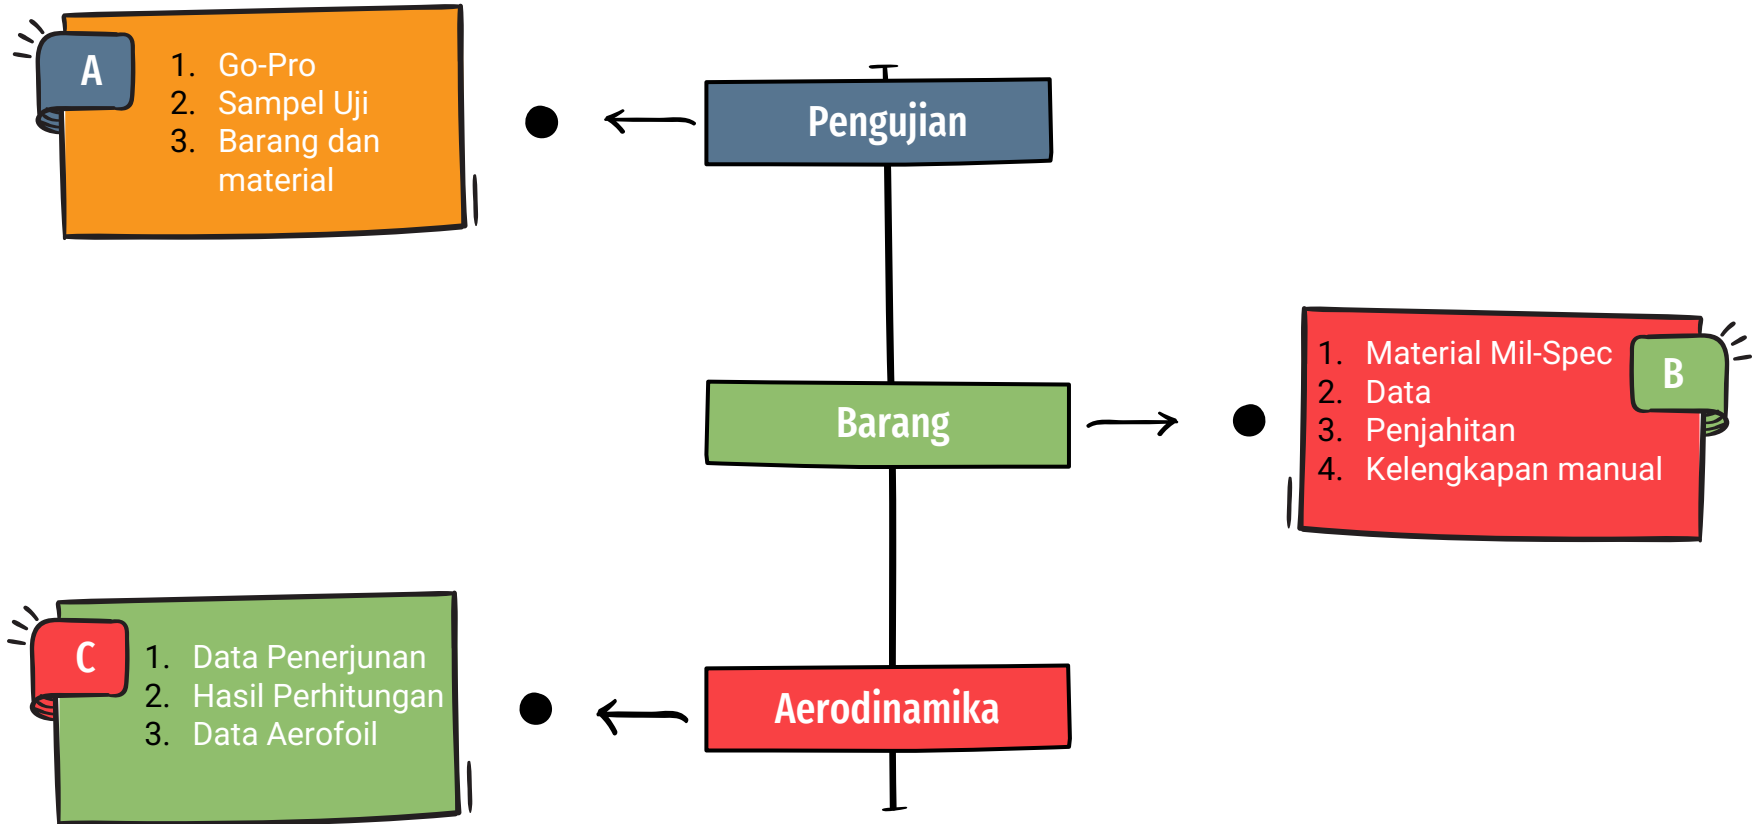 A
1. Go-Pro
2. Sampel Uji
3. Barang dan
material
Pengujian
Barang
1. Material Mil-Spec
2. Data
3. Penjahitan
4. Kelengkapan manual
B
C
1. Data Penerjunan
2. Hasil Perhitungan
3. Data Aerofoil
Aerodinamika